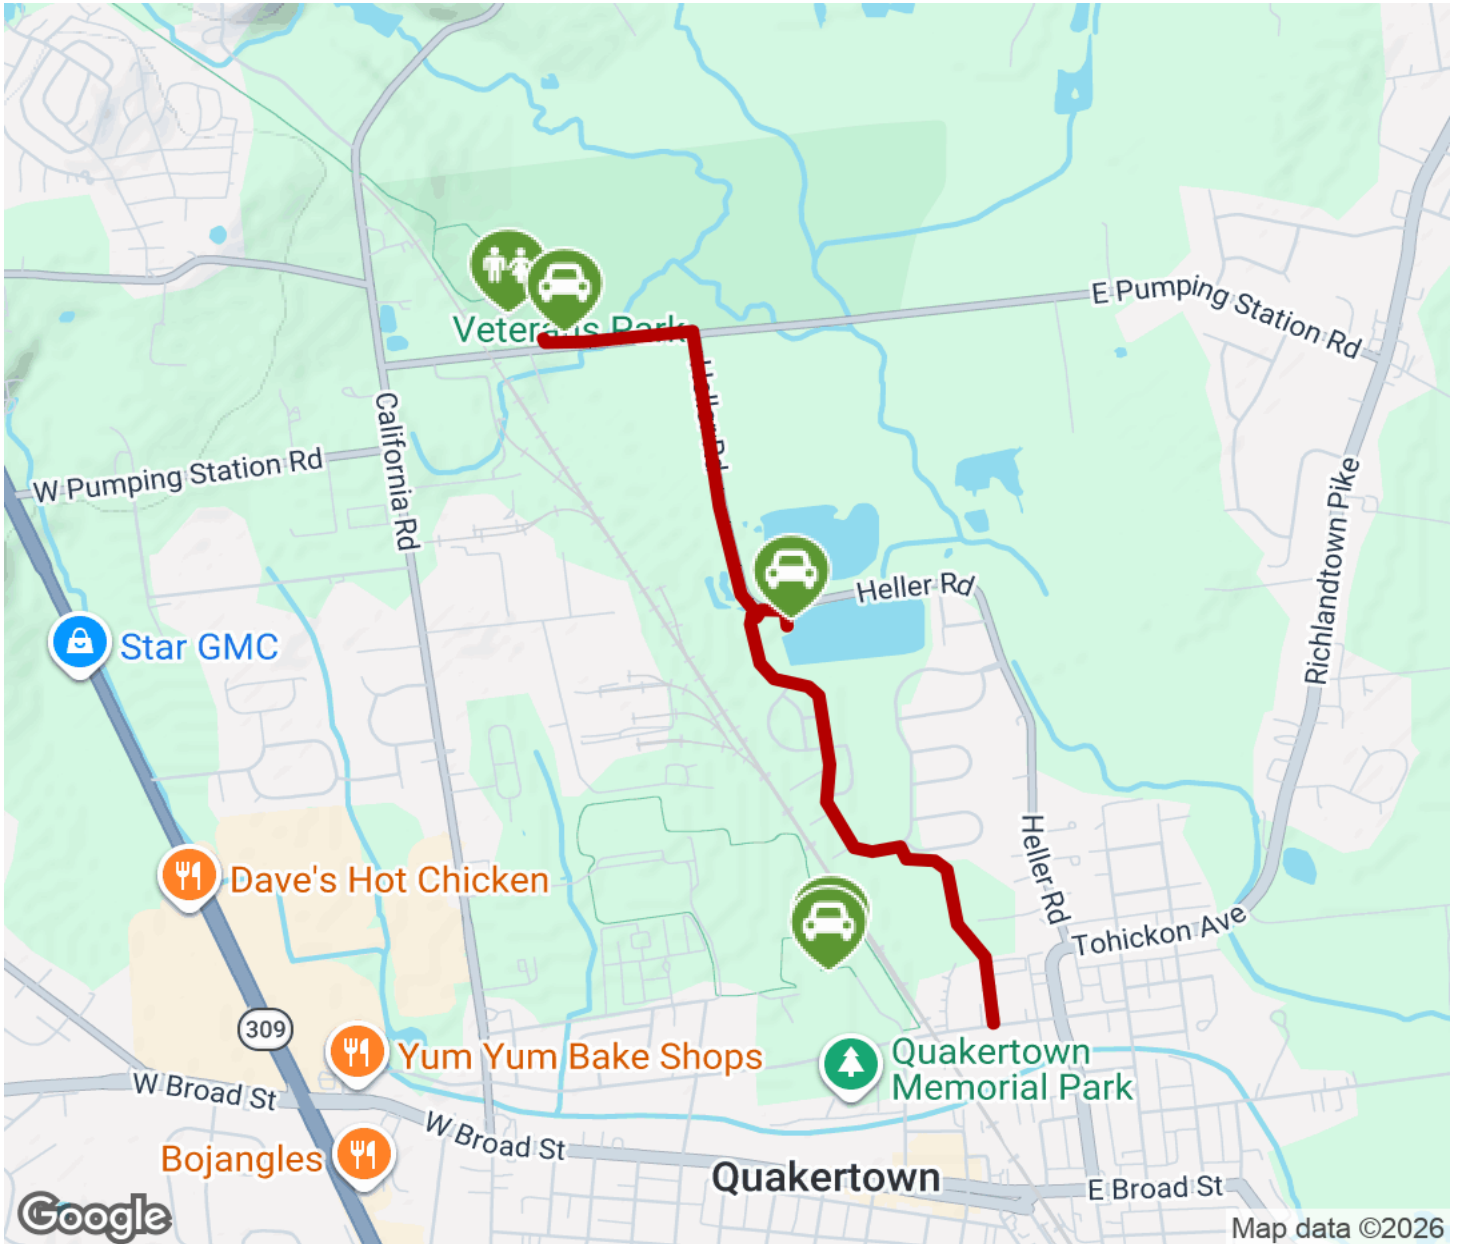 Veterans Park
E Pumping Station Rd
Heller Rd
California Rd
W Pumping Station Rd
Richlandtown Pike
Heller Rd
Star GMC
Heller Rd
Dave's Hot Chicken
Tohickon Ave
309
Yum Yum Bake Shops
Quakertown
Memorial Park
W Broad St
W Broad St
Bojangles
Quakertown
E Broad St
Google
Map data ©2026